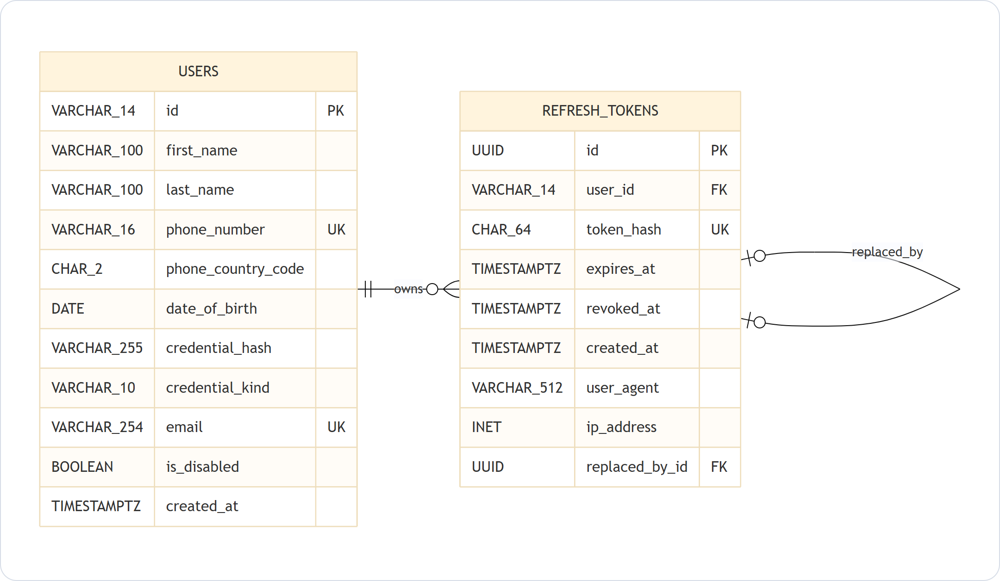 USERS
VARCHAR_14 id PK
VARCHAR_100 first_name
VARCHAR_100 last_name
VARCHAR_16 phone_number UK
CHAR_2 phone_country_code
DATE date_of_birth
VARCHAR_255 credential_hash
VARCHAR_10 credential_kind
VARCHAR_254 email UK
BOOLEAN is_disabled
TIMESTAMPTZ created_at
owns
REFRESH_TOKENS
UUID id PK
VARCHAR_14 user_id FK
CHAR_64 token_hash UK
TIMESTAMPTZ expires_at
TIMESTAMPTZ revoked_at
TIMESTAMPTZ created_at
VARCHAR_512 user_agent
INET ip_address
UUID replaced_by_id FK
replaced_by